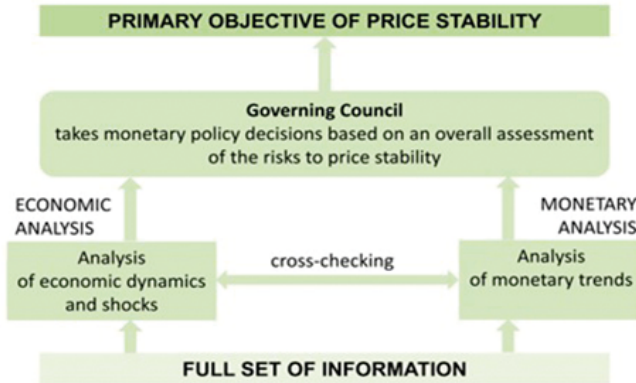 PRIMARY OBJECTIVE OF PRICE STABILITY
Governing Council
takes monetary policy decisions based on an overall assessment
of the risks to price stability
ECONOMIC
ANALYSIS
MONETARY
ANALYSIS
Analysis
of economic dynamics
and shocks
cross-checking
Analysis
of monetary trends
FULL SET OF INFORMATION